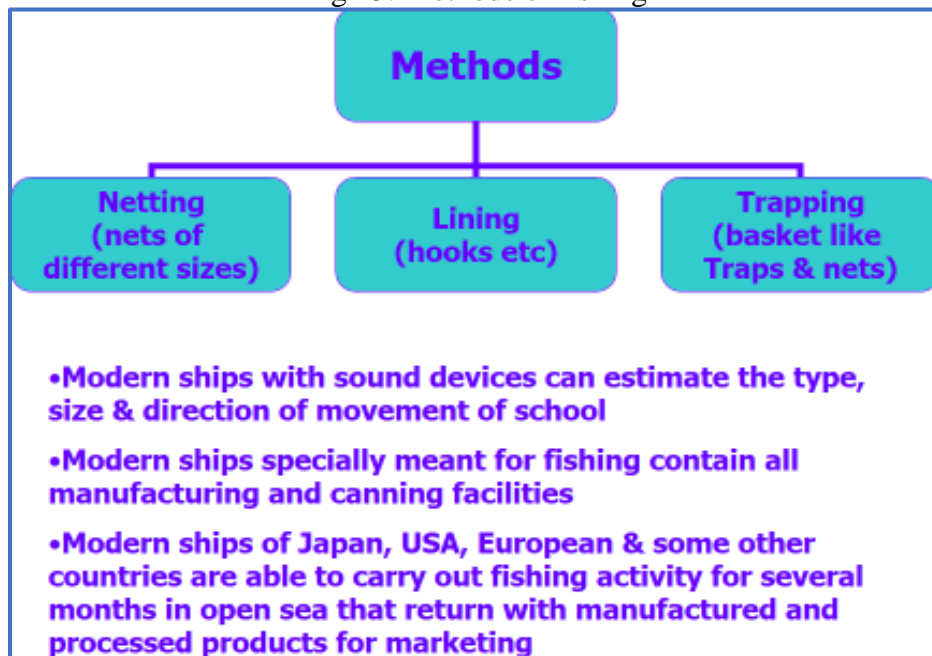 Methods
Netting
(nets of
different sizes)
Lining
(hooks etc)
Trapping
(basket like
Traps & nets)
•Modern ships with sound devices can estimate the type,
size & direction of movement of school
•Modern ships specially meant for fishing contain all
manufacturing and canning facilities
•Modern ships of Japan, USA, European & some other
countries are able to carry out fishing activity for several
months in open sea that return with manufactured and
processed products for marketing